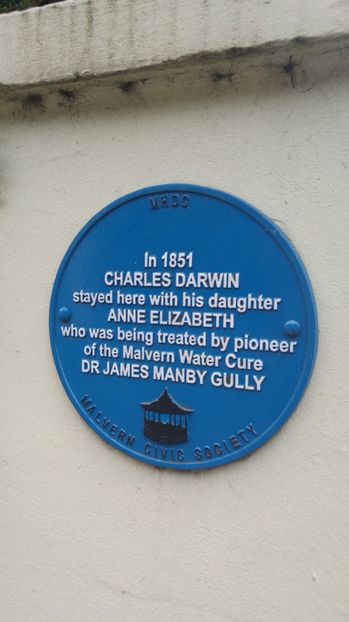 MHDC
In 1851
CHARLES DARWIN
stayed here with his daughter
ANNE ELIZABETH
who was being treated by pioneer
of the Malvern Water Cure
DR JAMES MANBY GULLY
MALVERN CIVIC SOCIETY